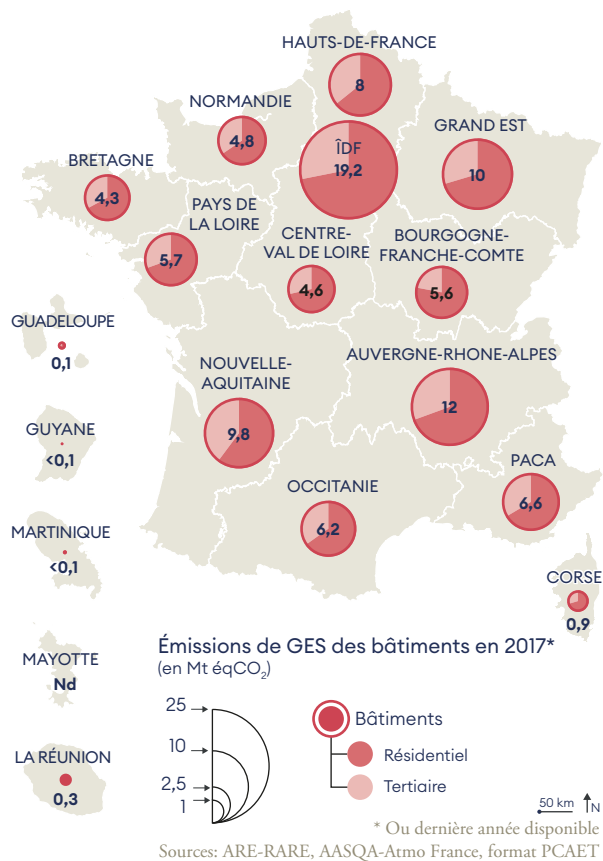 HAUTS-DE-FRANCE
8
NORMANDIE
4,8
ÎDF
19,2
GRAND EST
10
BRETAGNE
4,3
PAYS DE
LA LOIRE
5,7
CENTRE-
VAL DE LOIRE
4,6
BOURGOGNE-
FRANCHE-COMTE
5,6
GUADELOUPE
0,1
NOUVELLE-
AQUITAINE
9,8
AUVERGNE-RHONE-ALPES
12
GUYANE
<0,1
OCCITANIE
6,2
PACA
6,6
MARTINIQUE
<0,1
CORSE
0,9
MAYOTTE
Nd
LA RÉUNION
0,3
Émissions de GES des bâtiments en 2017*
(en Mt éqCO₂)
25
10
2,5
1
Bâtiments
Résidentiel
Tertiaire
50 km
N
* Ou dernière année disponible
Sources: ARE-RARE, AASQA-Atmo France, format PCAET